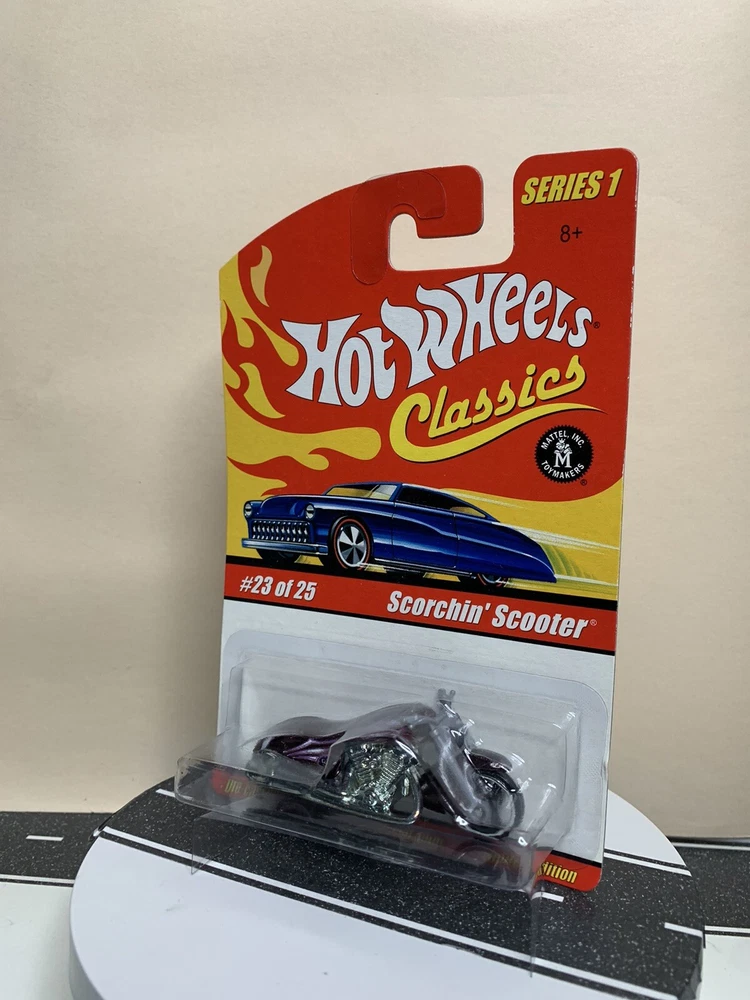 SERIES 1
8+
HOT WHEELS®
Classics
MATTEL, INC.
M
TOYMAKERS
®
#23 of 25
Scorchin' Scooter®